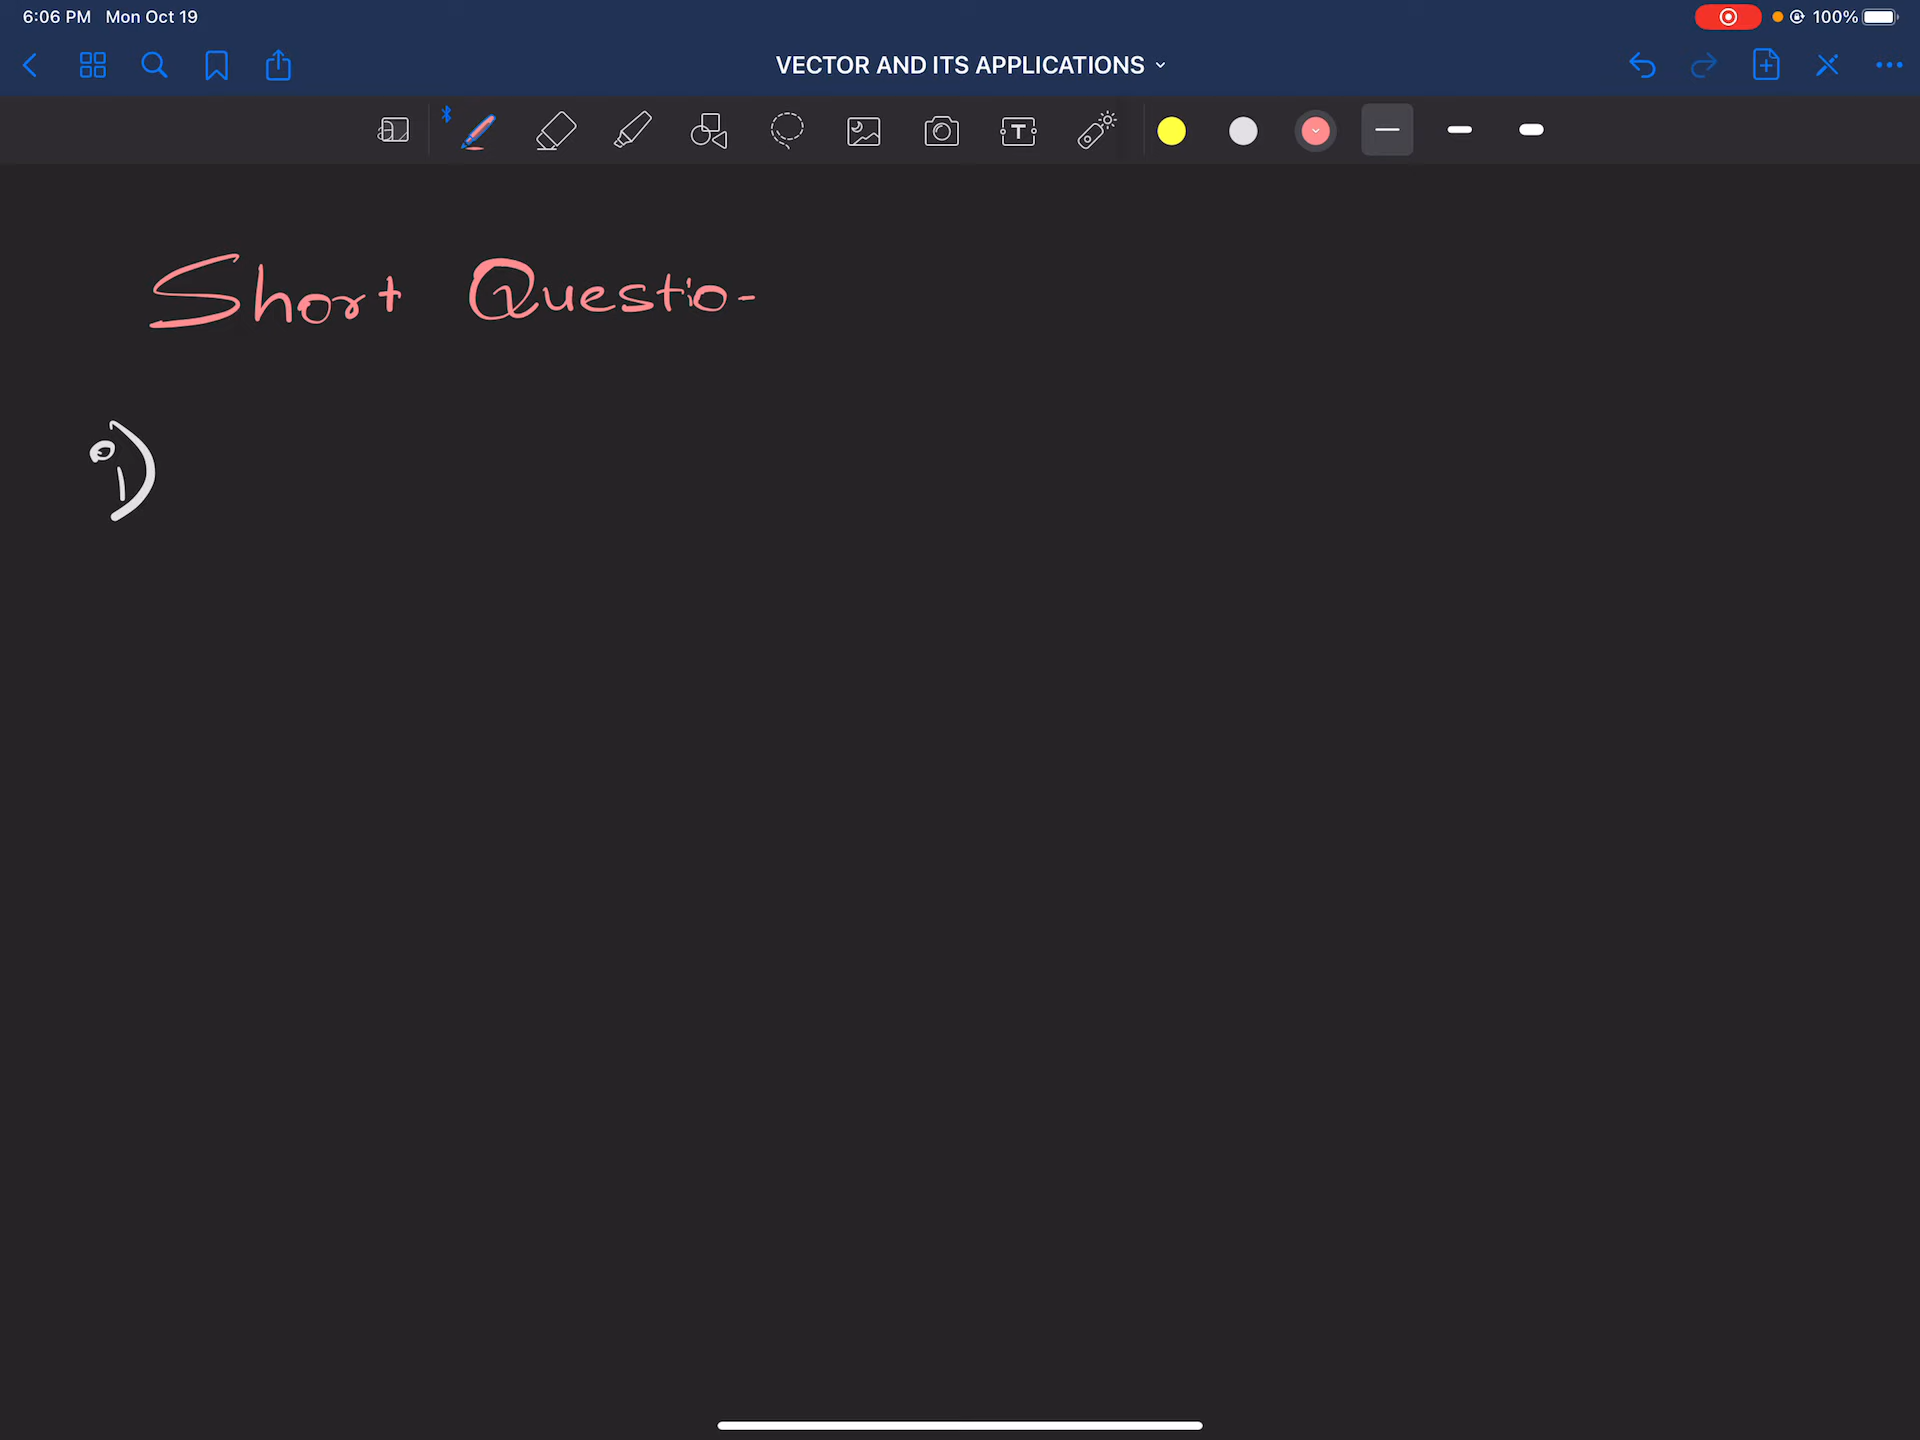 6:06 PM Mon Oct 19 100%
VECTOR AND ITS APPLICATIONS
T
Short Questio-
i)